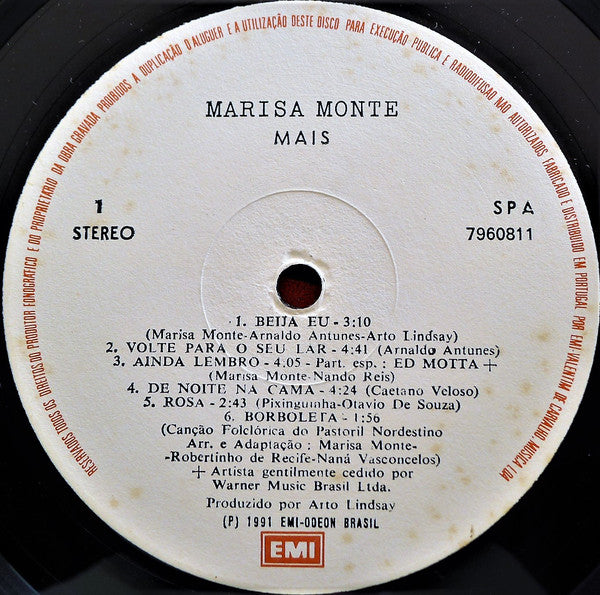 RESERVADOS TODOS OS DIREITOS DO PRODUTOR FONOGRÁFICO E DO PROPRIETÁRIO DA OBRA GRAVADA PROIBIDOS A DUPLICAÇÃO D'ALUGUER E A UTILIZAÇÃO DESTE DISCO PARA EXECUÇÃO PUBLICA E RADIODIFUSÃO NÃO AUTORIZADOS FABRICADO E DISTRIBUIDO EM PORTUGAL POR EMI-VALENTIM DE CARVALHO MUSICA LDA
MARISA MONTE
MAIS
1
STEREO
SPA
7960811
1. BEIJA EU - 3:10
(Marisa Monte-Arnaldo Antunes-Arto Lindsay)
2. VOLTE PARA O SEU LAR - 4:41 (Arnaldo Antunes)
3. AINDA LEMBRO - 4.05 - Part. esp.: ED MOTTA +
(Marisa Monte-Nando Reis)
4. DE NOITE NA CAMA - 4:24 (Caetano Veloso)
5. ROSA - 2:43 (Pixinguinha-Otavio De Souza)
6. BORBOLETA - 1:56
(Canção Folclórica do Pastoril Nordestino
Arr. e Adaptação : Marisa Monte-
-Robertinho de Recife-Naná Vasconcelos)
+ Artista gentilmente cedido por
Warner Music Brasil Ltda.
Produzido por Arto Lindsay
(P) 1991 EMI-ODEON BRASIL
EMI